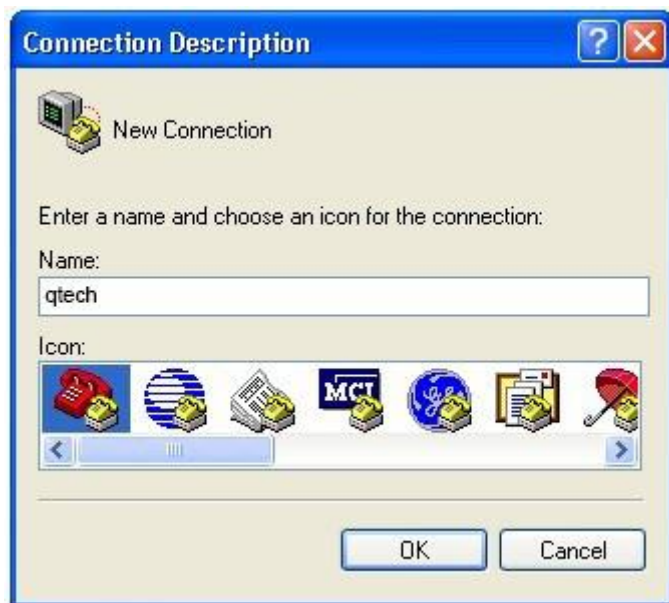 Connection Description
New Connection
Enter a name and choose an icon for the connection:
Name:
qtech
Icon:
MCI
OK
Cancel